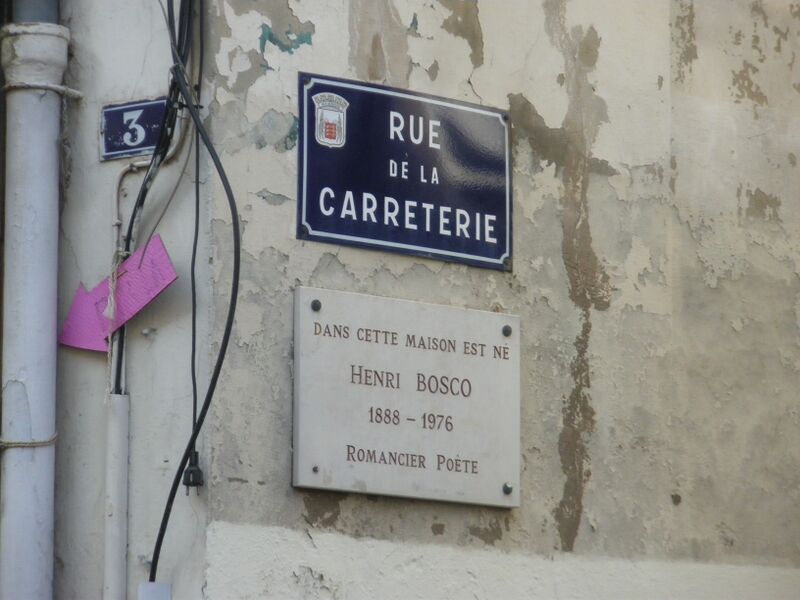 3
RUE
DE LA
CARRETERIE
DANS CETTE MAISON EST NÉ
HENRI BOSCO
1888 - 1976
ROMANCIER POÈTE